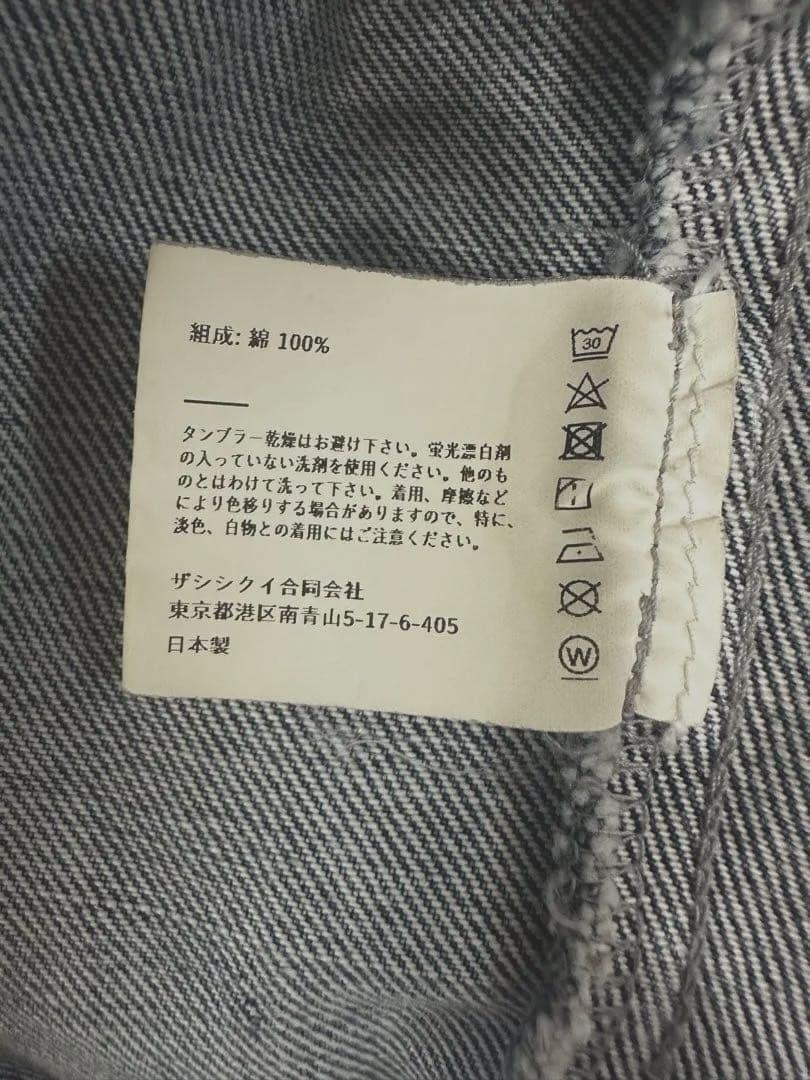 組成: 綿 100%
タンブラー乾燥はお避け下さい。蛍光漂白剤
の入っていない洗剤を使用ください。他のも
のとはわけて洗って下さい。着用、摩擦など
により色移りする場合がありますので、特に、
淡色、白物との着用にはご注意ください。
ザシシクイ合同会社
東京都港区南青山5-17-6-405
日本製
30
W